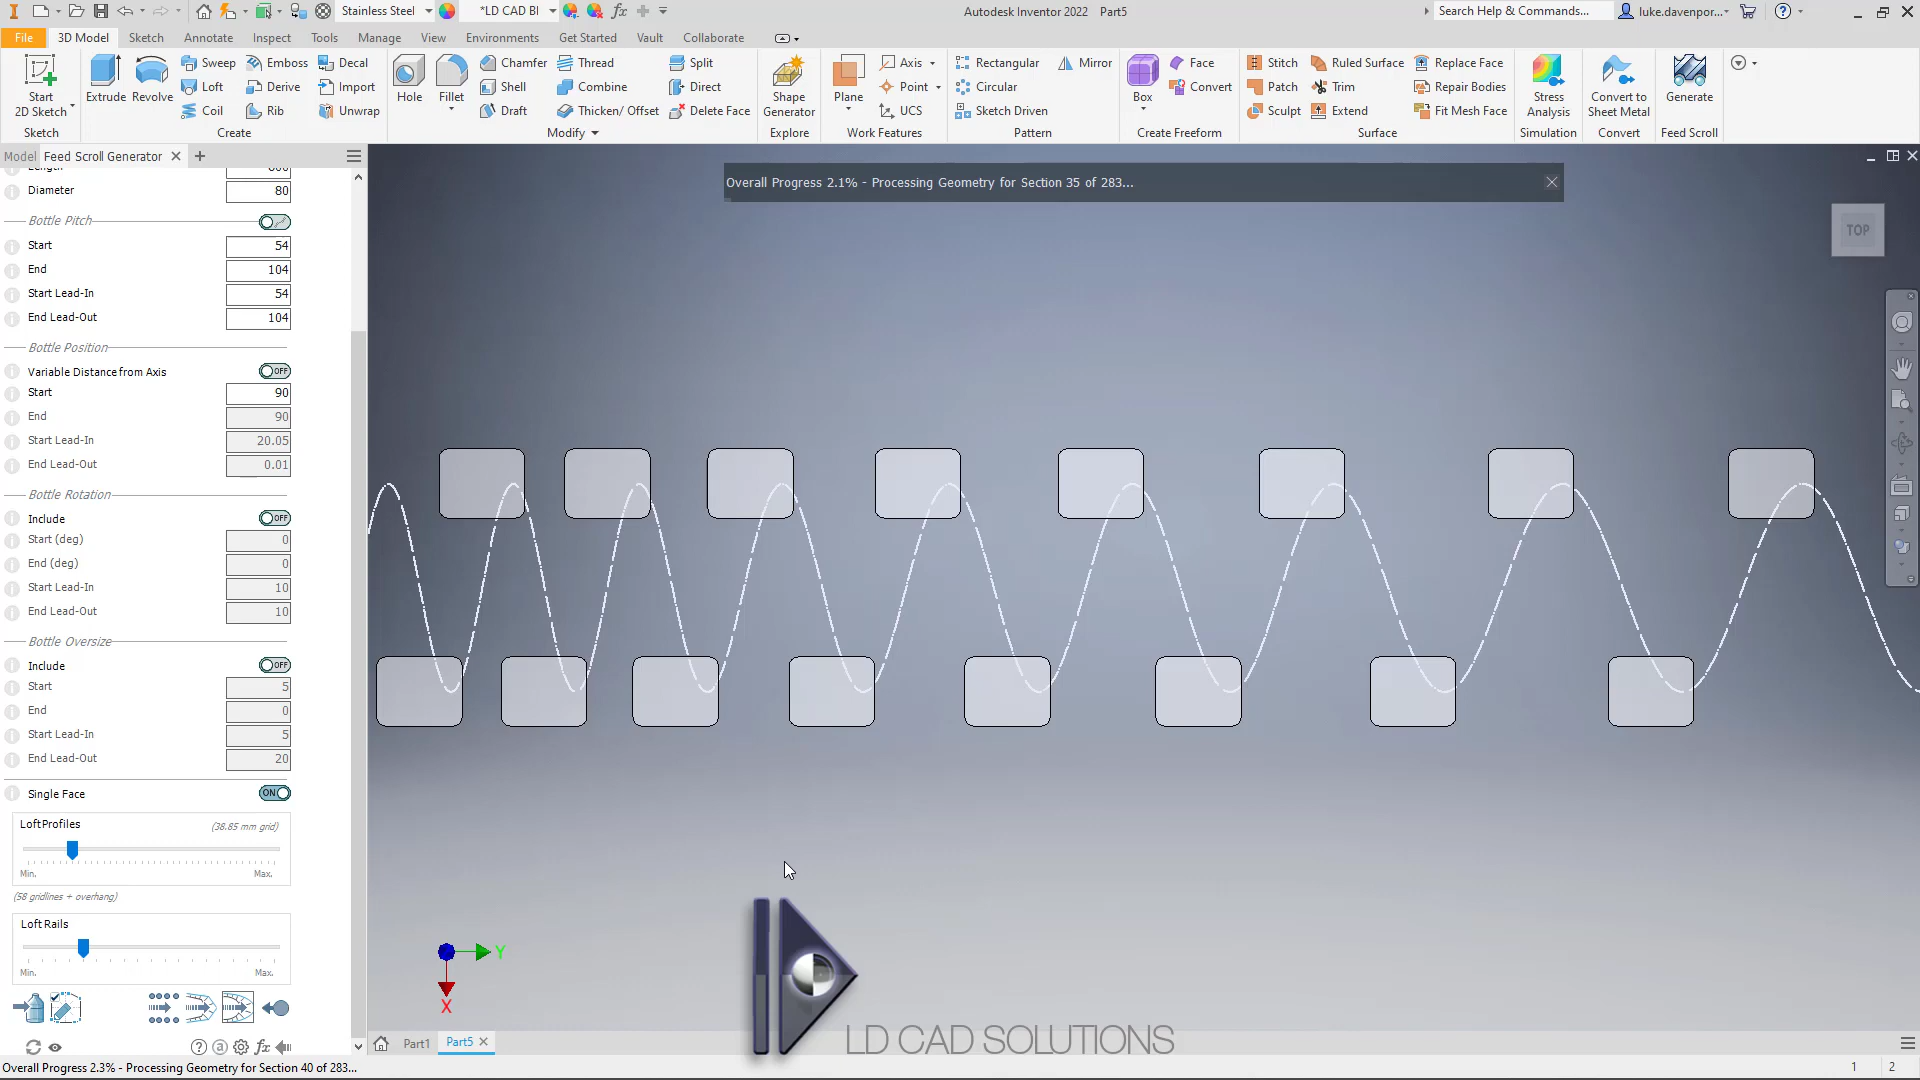 Stainless Steel
*LD CAD Bl
fx
Autodesk Inventor 2022 Part5
Search Help & Commands...
luke.davenpor...
File 3D Model Sketch Annotate Inspect Tools Manage View Environments Get Started Vault Collaborate
Start
2D Sketch
Extrude
Revolve
Sweep
Loft
Coil
Emboss
Derive
Rib
Decal
Import
Unwrap
Hole
Fillet
Chamfer
Shell
Draft
Thread
Combine
Thicken/ Offset
Split
Direct
Delete Face
Shape
Generator
Plane
Axis
Point
UCS
Rectangular
Circular
Sketch Driven
Mirror
Box
Face
Convert
Stitch
Patch
Sculpt
Ruled Surface
Trim
Extend
Replace Face
Repair Bodies
Fit Mesh Face
Stress
Analysis
Convert to
Sheet Metal
Generate
Sketch Create Modify Explore Work Features Pattern Create Freeform Surface Simulation Convert Feed Scroll
Model Feed Scroll Generator
Overall Progress 2.1% - Processing Geometry for Section 35 of 283...
TOP
Diameter 80
Bottle Pitch
Start 54
End 104
Start Lead-In 54
End Lead-Out 104
Bottle Position
Variable Distance from Axis OFF
Start 90
End 90
Start Lead-In 20.05
End Lead-Out 0.01
Bottle Rotation
Include OFF
Start (deg) 0
End (deg) 0
Start Lead-In 10
End Lead-Out 10
Bottle Oversize
Include OFF
Start 5
End 0
Start Lead-In 5
End Lead-Out 20
Single Face ON
Loft Profiles (38.85 mm grid)
Min. Max.
(58 gridlines + overhang)
Loft Rails
Min. Max.
Y
X
fx
Part1 Part5
LD CAD SOLUTIONS
Overall Progress 2.3% - Processing Geometry for Section 40 of 283...
1 2